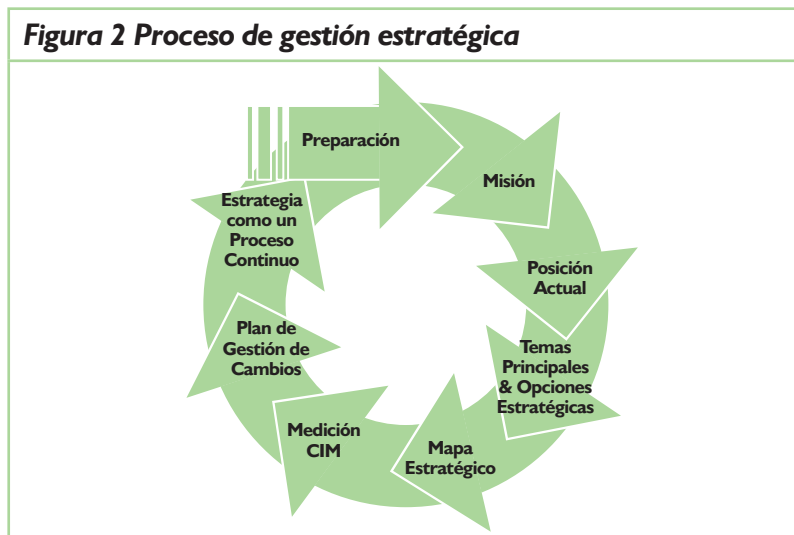 Figura 2 Proceso de gestión estratégica
Preparación
Misión
Posición
Actual
Temas
Principales
& Opciones
Estratégicas
Mapa
Estratégico
Medición
CIM
Plan de
Gestión de
Cambios
Estrategia
como un
Proceso
Continuo